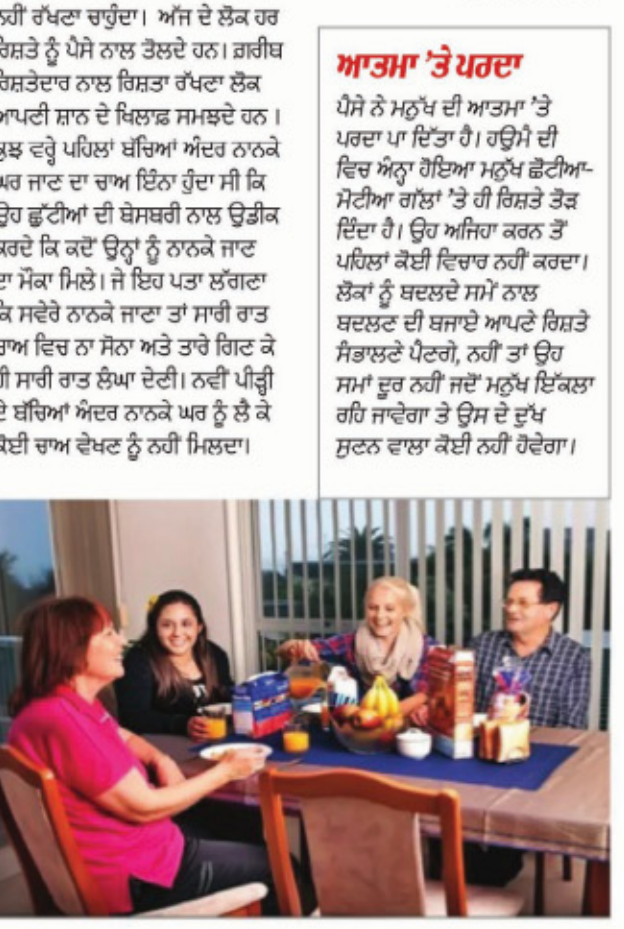 ਨਹੀਂ ਰੱਖਣਾ ਚਾਹੁੰਦਾ। ਅੱਜ ਦੇ ਲੋਕ ਹਰ
ਰਿਸ਼ਤੇ ਨੂੰ ਪੈਸੇ ਨਾਲ ਤੋਲਦੇ ਹਨ। ਗ਼ਰੀਬ
ਰਿਸ਼ਤੇਦਾਰ ਨਾਲ ਰਿਸ਼ਤਾ ਰੱਖਣਾ ਲੋਕ
ਆਪਣੀ ਸ਼ਾਨ ਦੇ ਖਿਲਾਫ਼ ਸਮਝਦੇ ਹਨ।
ਕੁਝ ਵਰ੍ਹੇ ਪਹਿਲਾਂ ਬੱਚਿਆਂ ਅੰਦਰ ਨਾਨਕੇ
ਘਰ ਜਾਣ ਦਾ ਚਾਅ ਇੰਨਾ ਹੁੰਦਾ ਸੀ ਕਿ
ਉਹ ਛੁੱਟੀਆਂ ਦੀ ਬੇਸਬਰੀ ਨਾਲ ਉਡੀਕ
ਕਰਦੇ ਕਿ ਕਦੋਂ ਉਨ੍ਹਾਂ ਨੂੰ ਨਾਨਕੇ ਜਾਣ
ਦਾ ਮੌਕਾ ਮਿਲੇ। ਜੇ ਇਹ ਪਤਾ ਲੱਗਣਾ
ਕਿ ਸਵੇਰੇ ਨਾਨਕੇ ਜਾਣਾ ਤਾਂ ਸਾਰੀ ਰਾਤ
ਚਾਅ ਵਿਚ ਨਾ ਸੋਨਾ ਅਤੇ ਤਾਰੇ ਗਿਣ ਕੇ
ਹੀ ਸਾਰੀ ਰਾਤ ਲੰਘਾ ਦੇਣੀ। ਨਵੀਂ ਪੀੜ੍ਹੀ
ਦੇ ਬੱਚਿਆਂ ਅੰਦਰ ਨਾਨਕੇ ਘਰ ਨੂੰ ਲੈ ਕੇ
ਕੋਈ ਚਾਅ ਵੇਖਣ ਨੂੰ ਨਹੀਂ ਮਿਲਦਾ।
ਆਤਮਾ ’ਤੇ ਪਰਦਾ
ਪੈਸੇ ਨੇ ਮਨੁੱਖ ਦੀ ਆਤਮਾ ’ਤੇ
ਪਰਦਾ ਪਾ ਦਿੱਤਾ ਹੈ। ਹਉਮੈ ਦੀ
ਵਿਚ ਅੰਨ੍ਹਾ ਹੋਇਆ ਮਨੁੱਖ ਛੋਟੀਆ-
ਮੋਟੀਆ ਗੱਲਾਂ ’ਤੇ ਹੀ ਰਿਸ਼ਤੇ ਤੋੜ
ਦਿੰਦਾ ਹੈ। ਉਹ ਅਜਿਹਾ ਕਰਨ ਤੋਂ
ਪਹਿਲਾਂ ਕੋਈ ਵਿਚਾਰ ਨਹੀਂ ਕਰਦਾ।
ਲੋਕਾਂ ਨੂੰ ਬਦਲਦੇ ਸਮੇਂ ਨਾਲ
ਬਦਲਣ ਦੀ ਬਜਾਏ ਆਪਣੇ ਰਿਸ਼ਤੇ
ਸੰਭਾਲਣੇ ਪੈਣਗੇ, ਨਹੀਂ ਤਾਂ ਉਹ
ਸਮਾਂ ਦੂਰ ਨਹੀਂ ਜਦੋਂ ਮਨੁੱਖ ਇੱਕਲਾ
ਰਹਿ ਜਾਵੇਗਾ ਤੇ ਉਸ ਦੇ ਦੁੱਖ
ਸੁਣਨ ਵਾਲਾ ਕੋਈ ਨਹੀਂ ਹੋਵੇਗਾ।